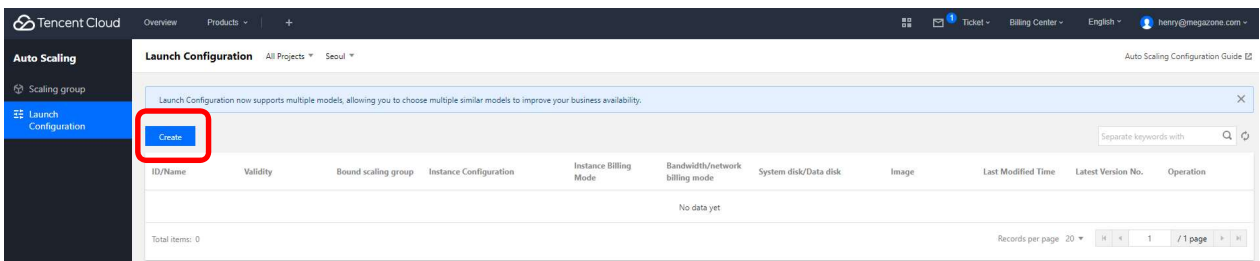 Tencent Cloud Overview Products + 1 Ticket Billing Center English henry@megazone.com
Auto Scaling
Launch Configuration All Projects Seoul Auto Scaling Configuration Guide
Scaling group
Launch Configuration now supports multiple models, allowing you to choose multiple similar models to improve your business availability.
Launch
Configuration
Create Separate keywords with
ID/Name Validity Bound scaling group Instance Configuration Instance Billing Mode Bandwidth/network billing mode System disk/Data disk Image Last Modified Time Latest Version No. Operation
No data yet
Total items: 0 Records per page 20 1 / 1 page